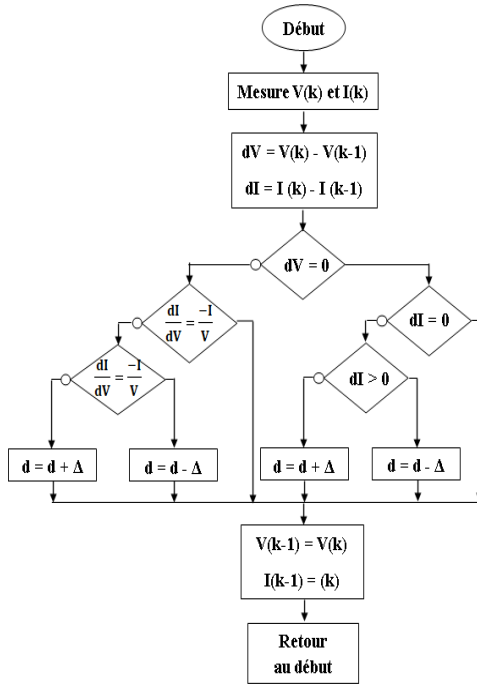 Début
Mesure V(k) et I(k)
dV = V(k) - V(k-1)
dI = I (k) - I (k-1)
dV = 0
dI/dV = -I/V
dI = 0
dI/dV = -I/V
dI > 0
d = d + Δ
d = d - Δ
d = d + Δ
d = d - Δ
V(k-1) = V(k)
I(k-1) = (k)
Retour
au début